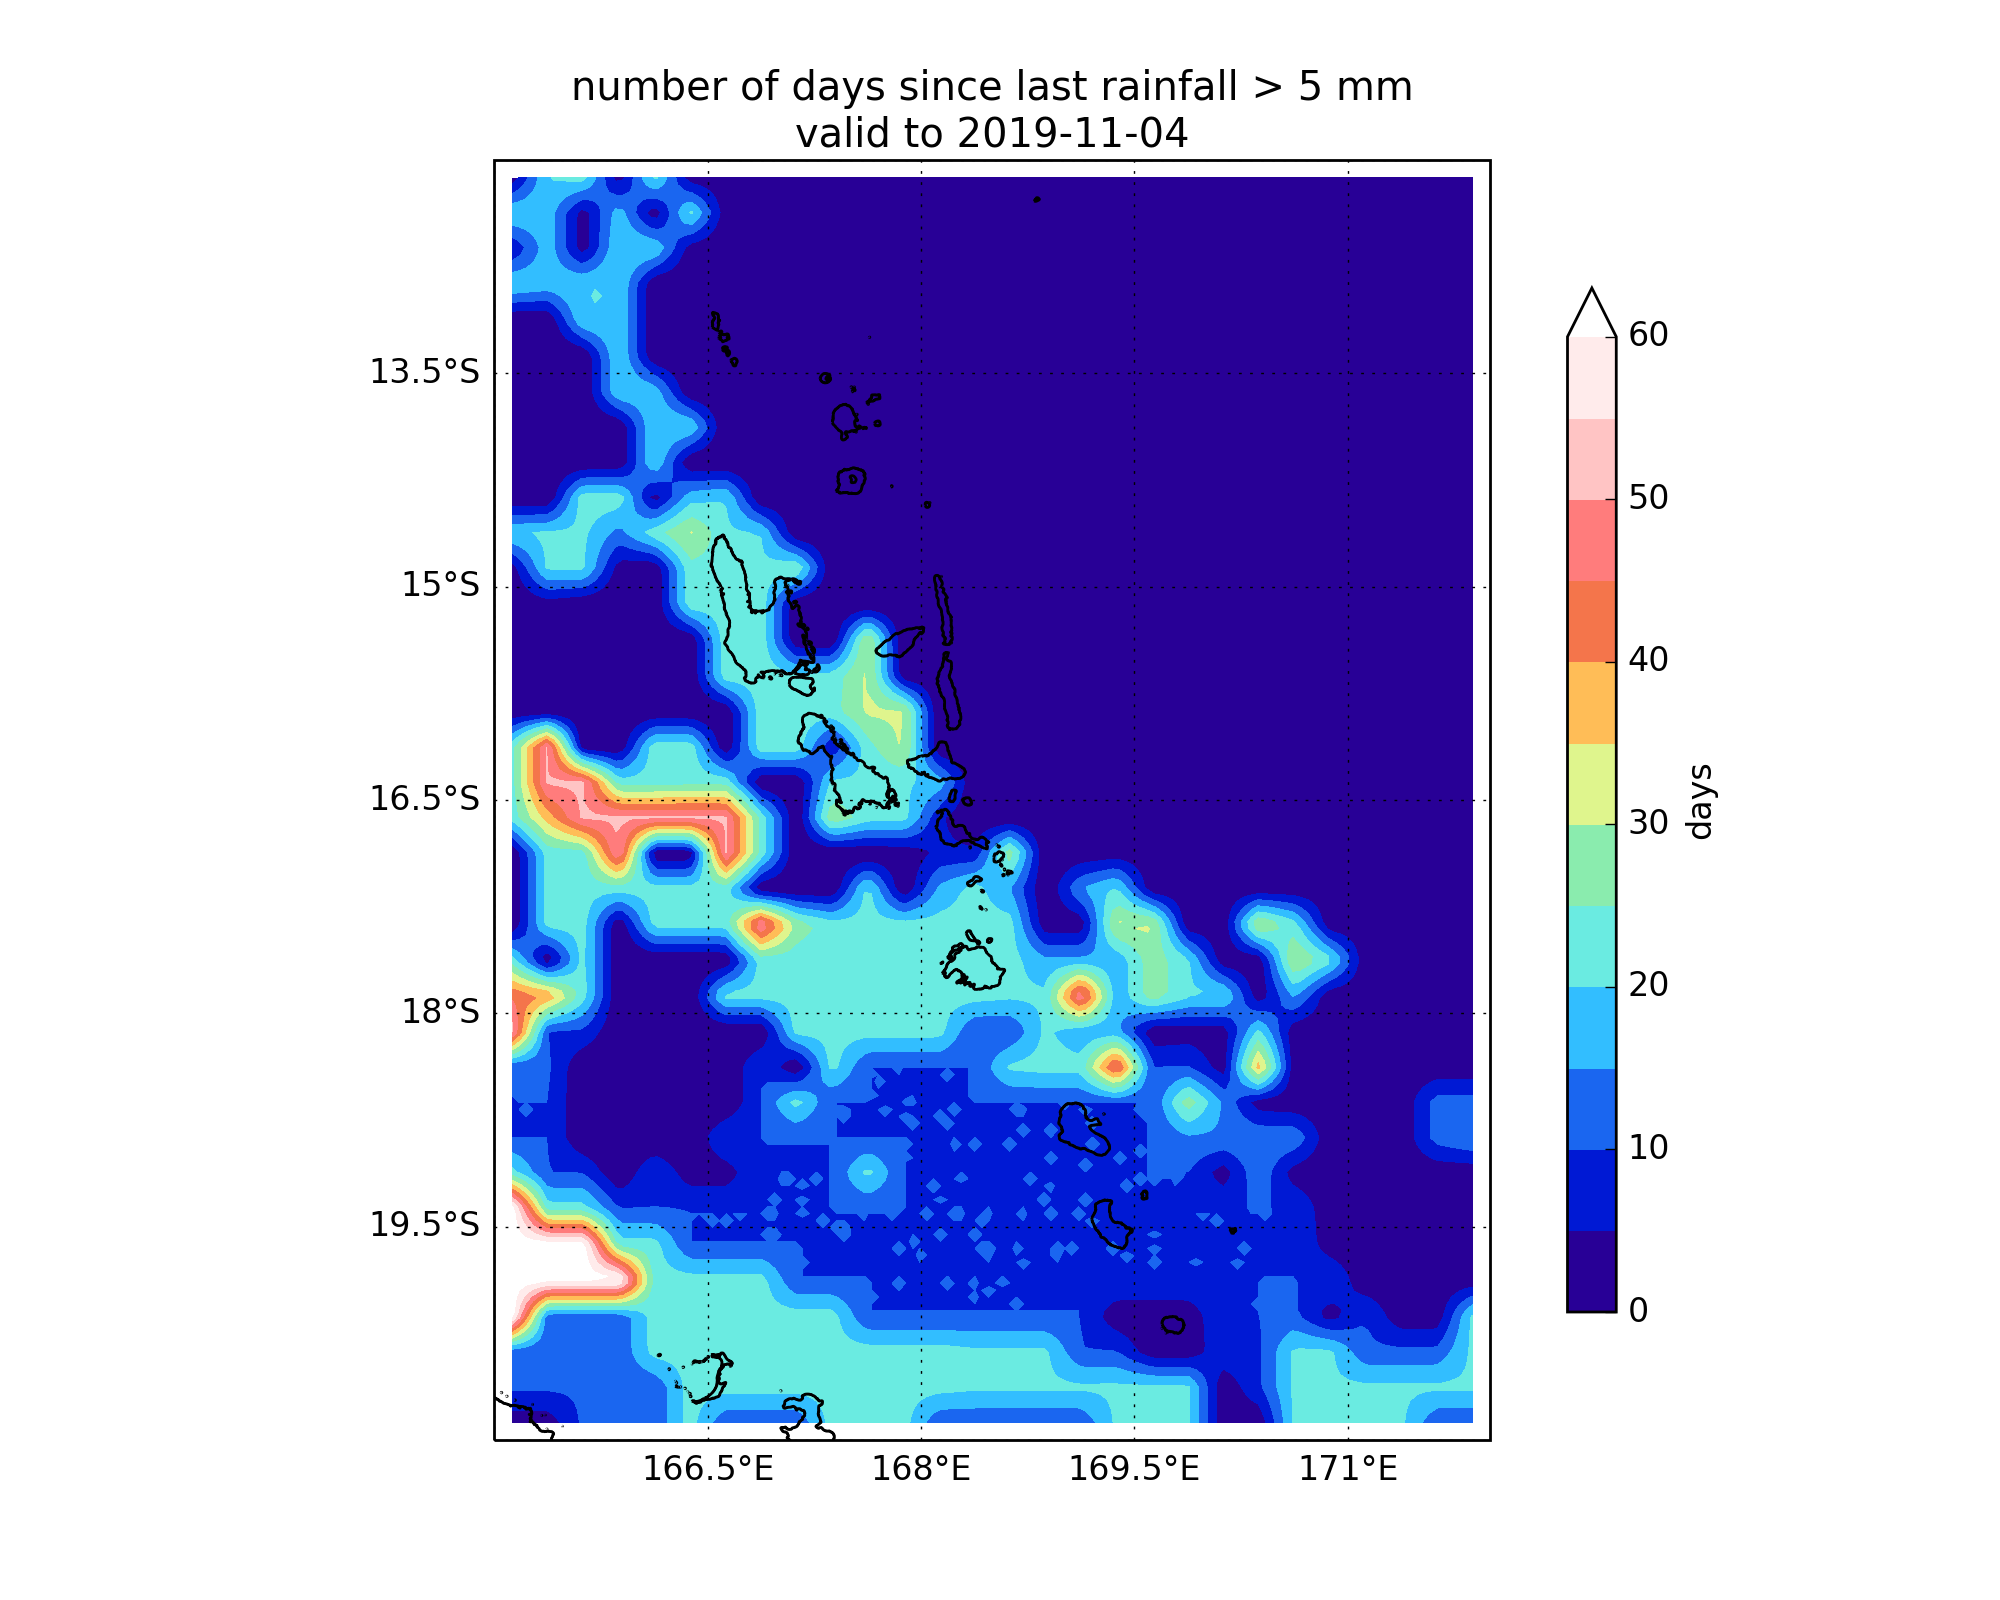 number of days since last rainfall > 5 mm
valid to 2019-11-04
13.5°S
15°S
16.5°S
18°S
19.5°S
166.5°E
168°E
169.5°E
171°E
60
50
40
30
20
10
0
days